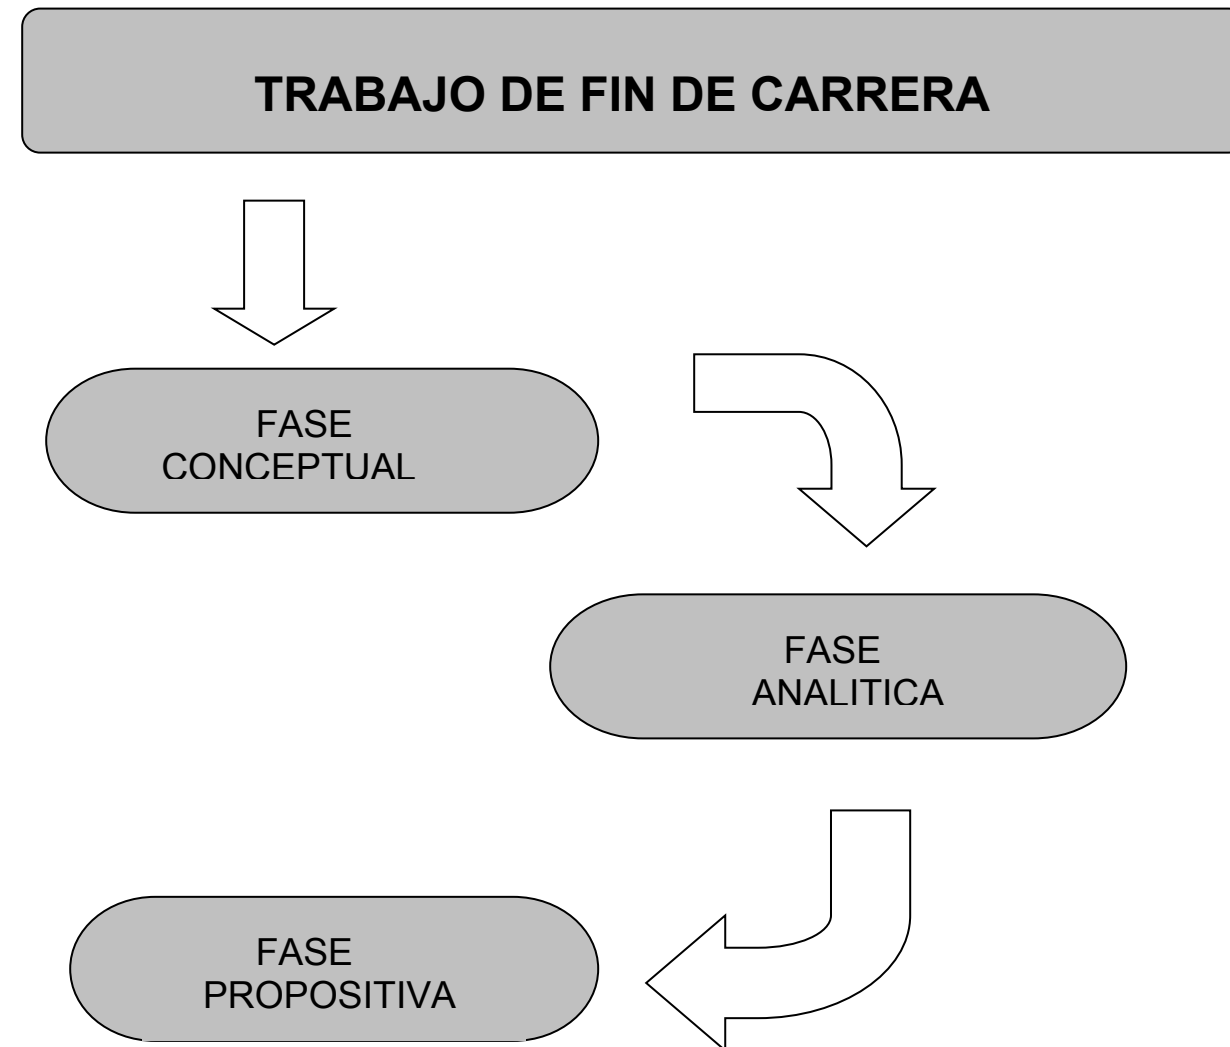 TRABAJO DE FIN DE CARRERA
FASE
CONCEPTUAL
FASE
ANALITICA
FASE
PROPOSITIVA